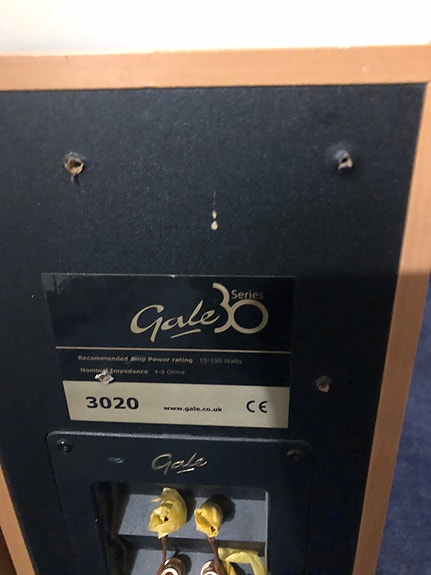 Gale 30 Series
Recommended Amp Power rating 15-100 Watts
Nominal Impedance 4-8 Ohms
3020 www.gale.co.uk CE
Gale